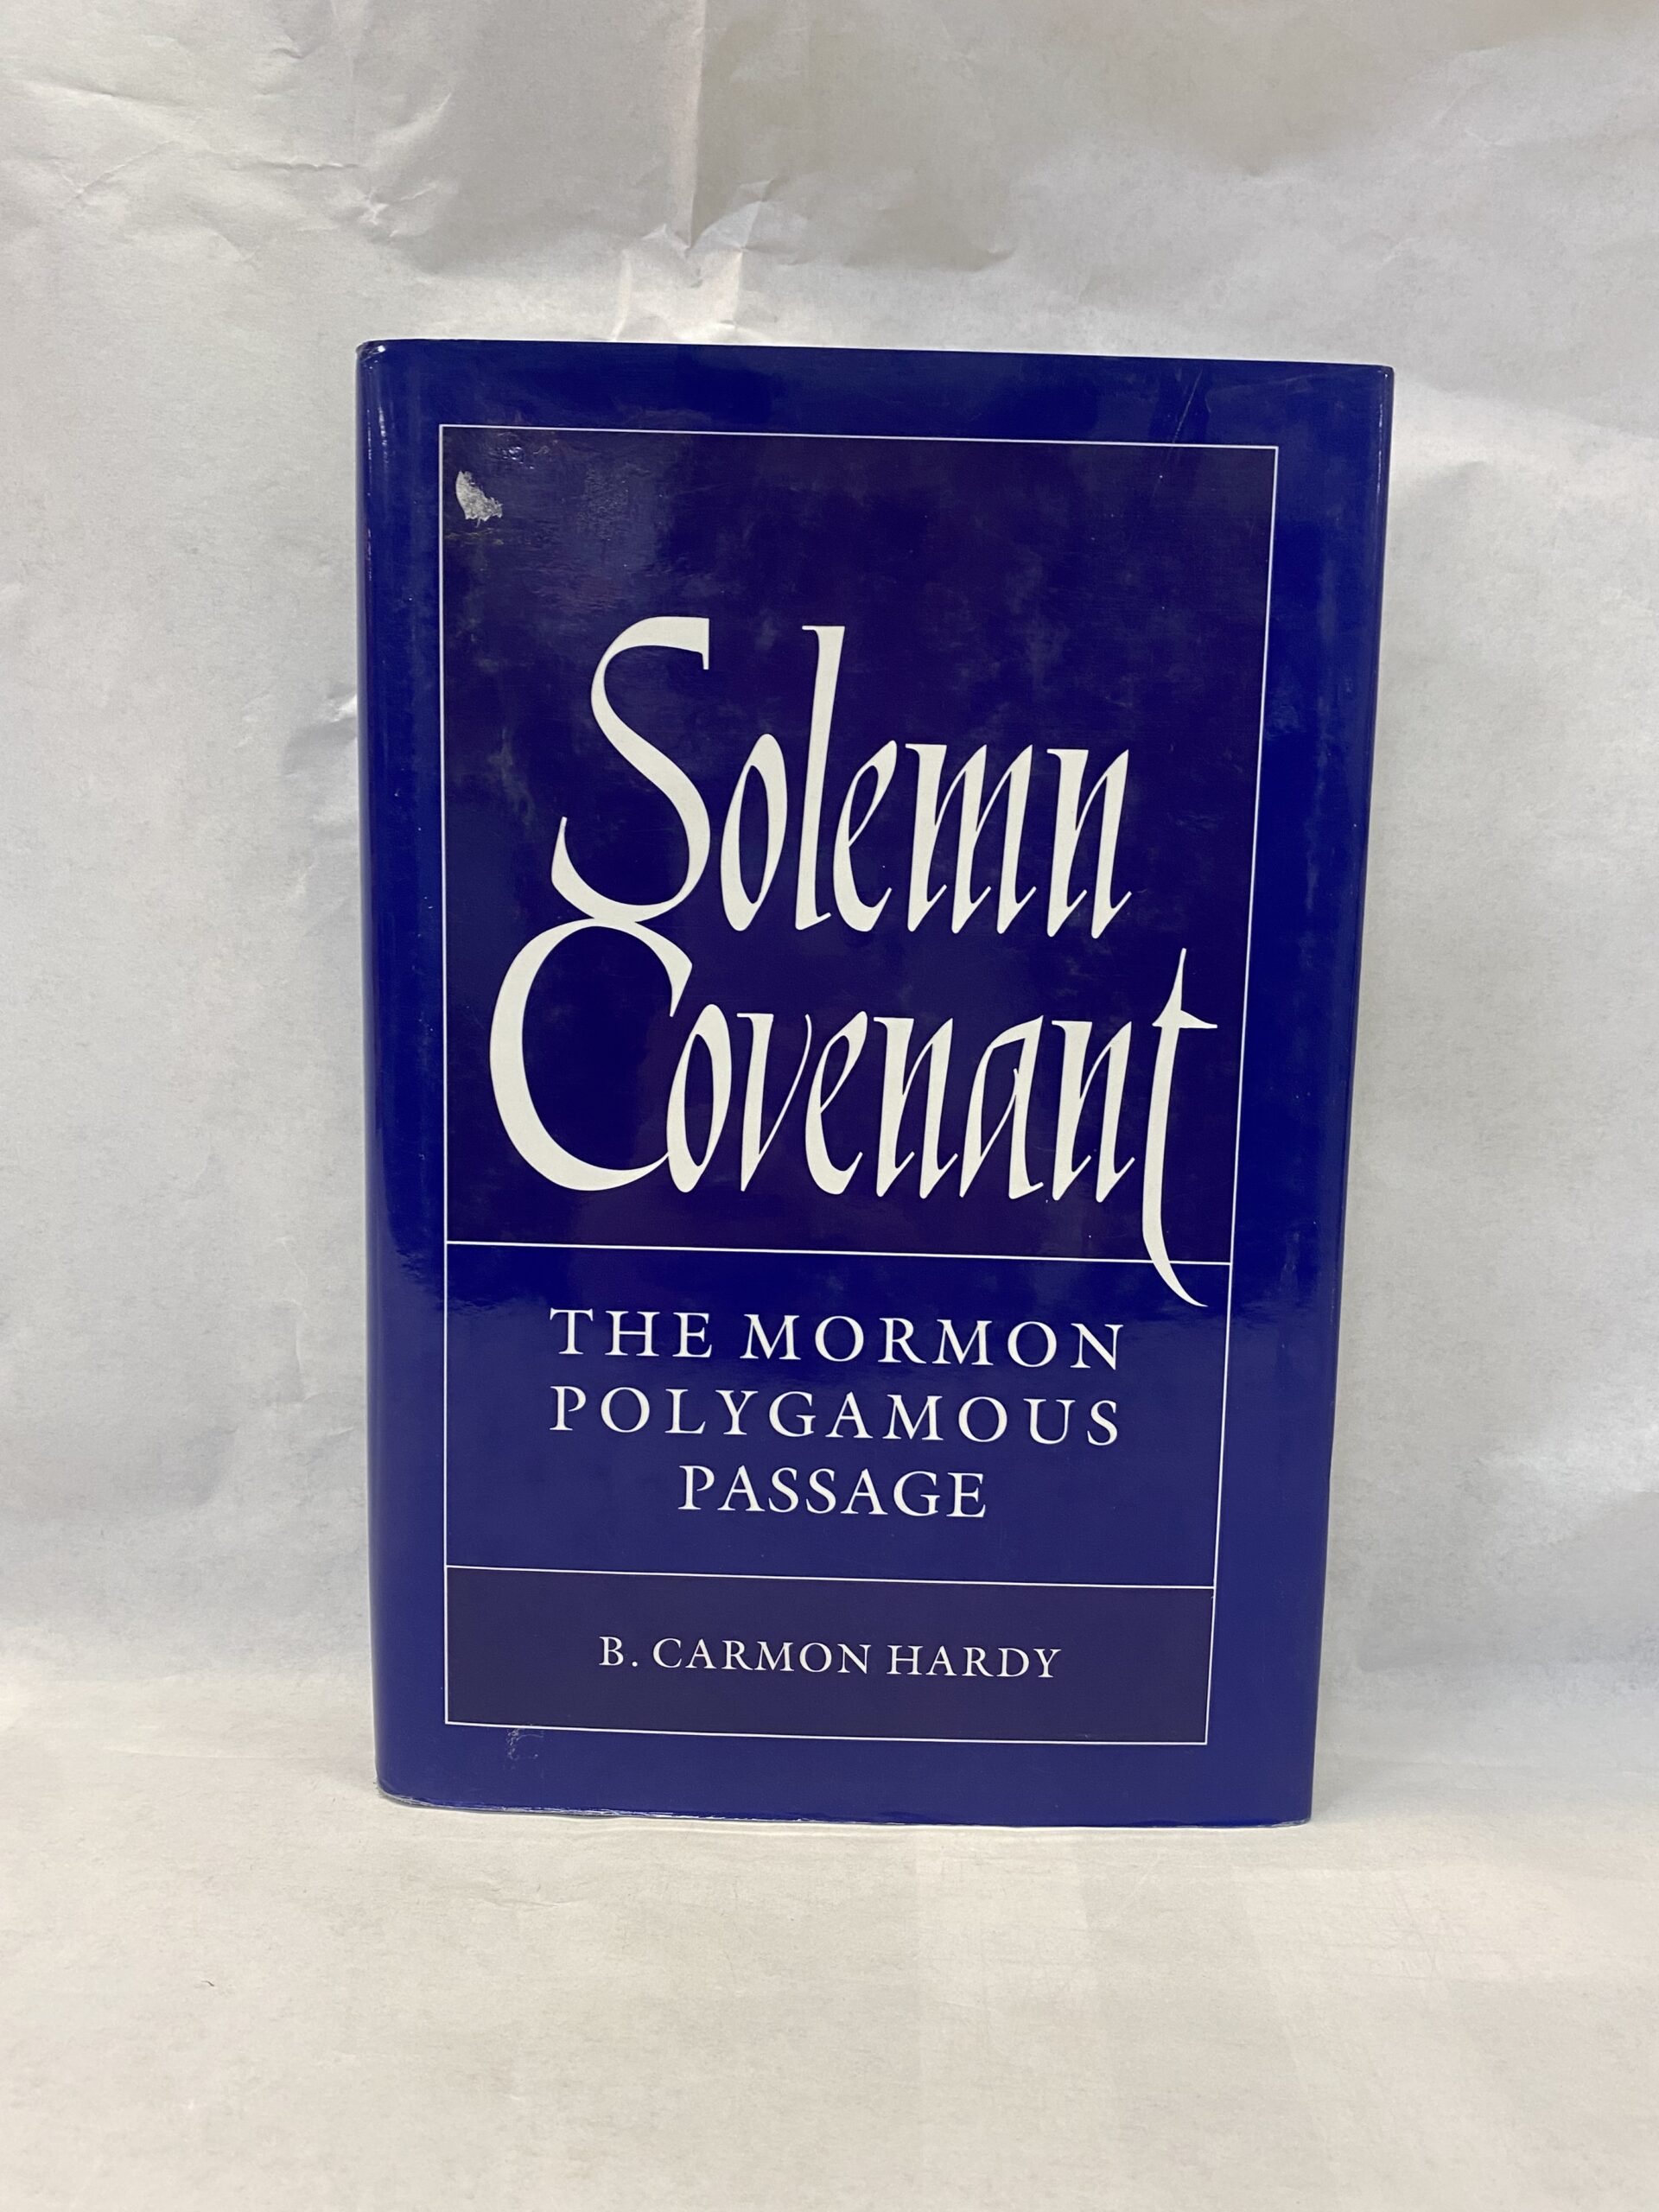 Solemn
Covenant
THE MORMON
POLYGAMOUS
PASSAGE
B. CARMON HARDY